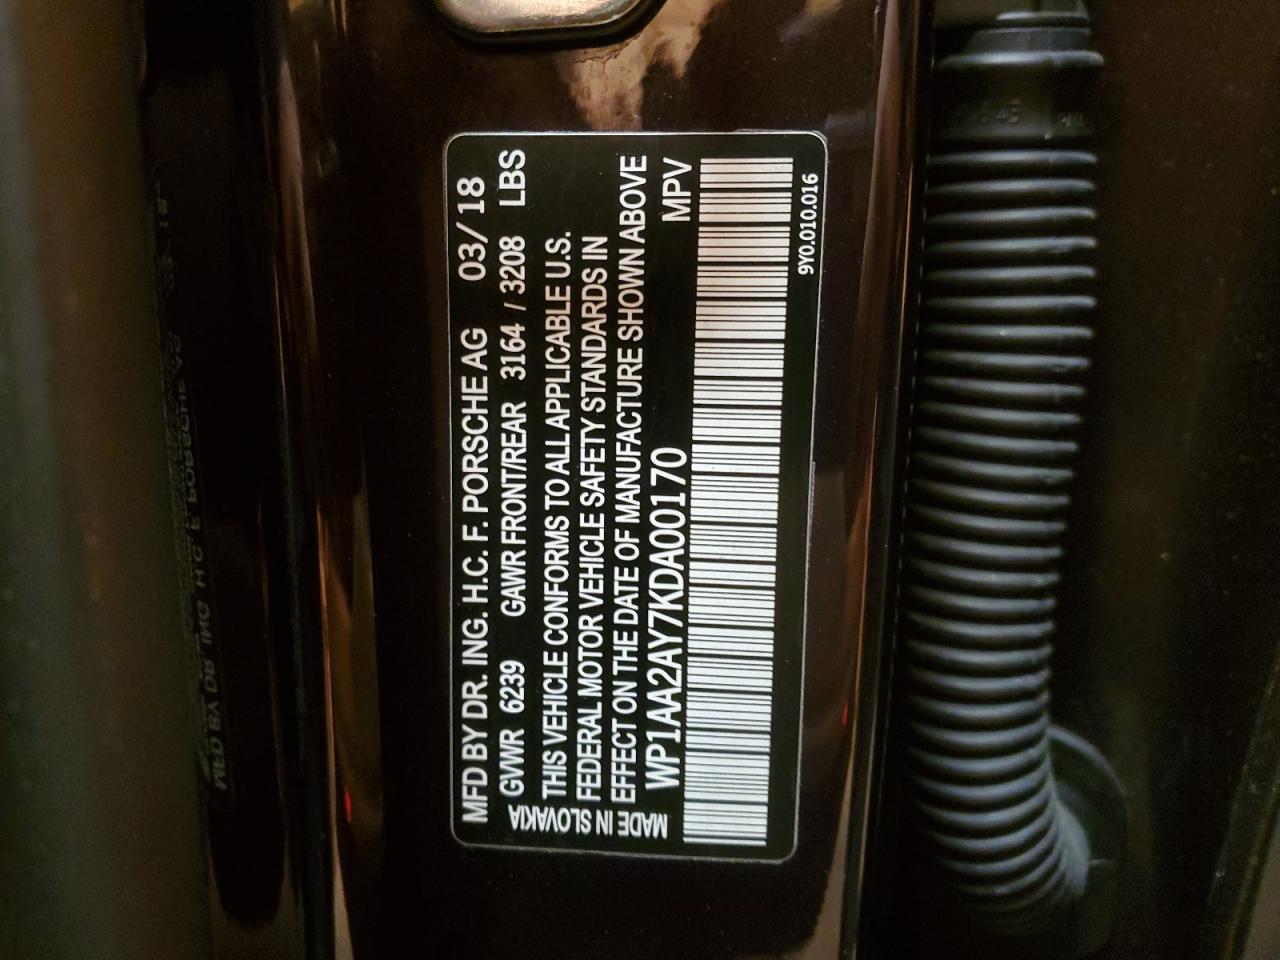 MFD BY DR. ING. H.C. F. PORSCHE AG 03/18
GVWR 6239 GAWR FRONT/REAR 3164 / 3208 LBS
THIS VEHICLE CONFORMS TO ALL APPLICABLE U.S.
FEDERAL MOTOR VEHICLE SAFETY STANDARDS IN
EFFECT ON THE DATE OF MANUFACTURE SHOWN ABOVE
WP1AA2AY7KDA00170 MPV
MADE IN SLOVAKIA
9Y0.010.016